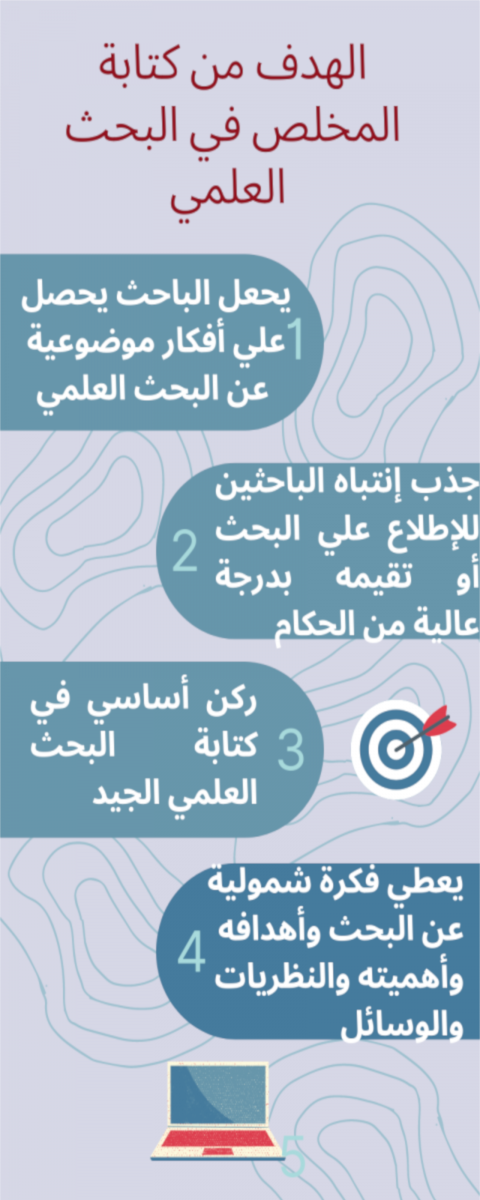 الهدف من كتابة
المخلص في البحث
العلمي
يحعل الباحث يحصل
علي أفكار موضوعية
عن البحث العلمي
1
جذب إنتباه الباحثين
للإطلاع علي البحث
أو تقيمه بدرجة
عالية من الحكام
2
ركن أساسي في
كتابة البحث
العلمي الجيد
3
يعطي فكرة شمولية
عن البحث وأهدافه
وأهميته والنظريات
والوسائل
4
5